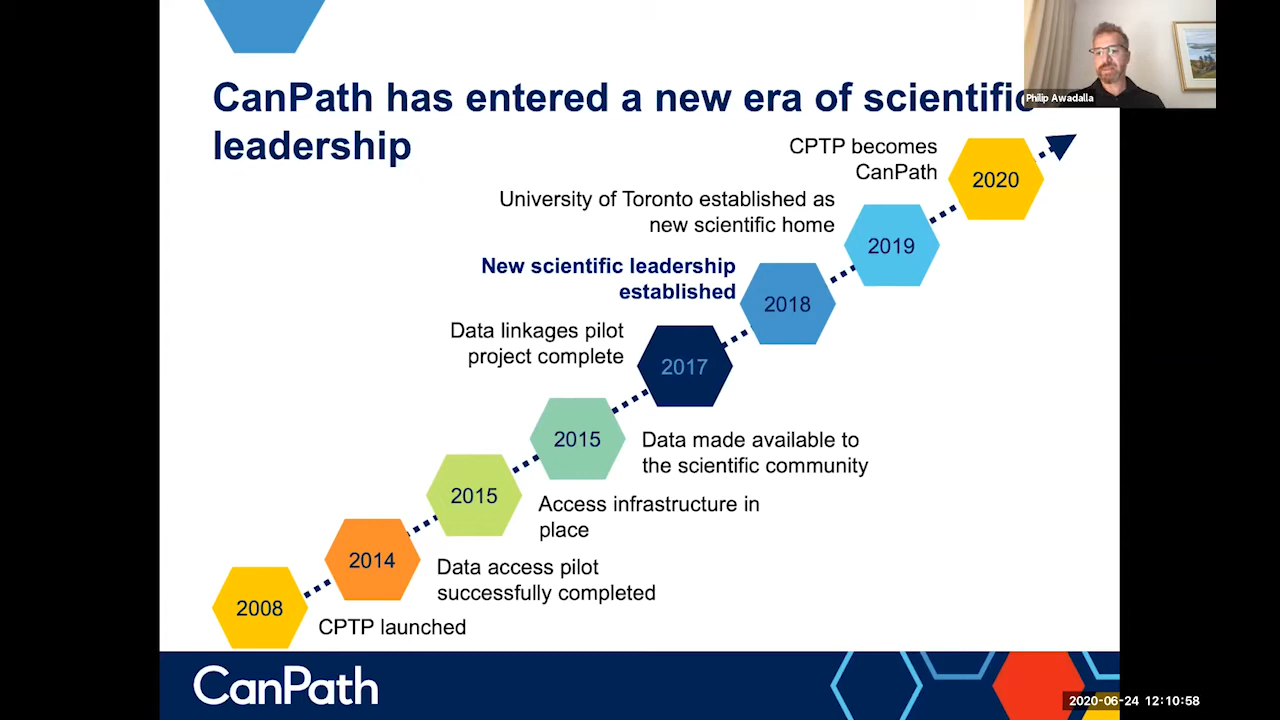 CanPath has entered a new era of scientific
leadership
Philip Awadalla
CPTP becomes
CanPath
2020
University of Toronto established as
new scientific home
2019
New scientific leadership
established
2018
Data linkages pilot
project complete
2017
2015
Data made available to
the scientific community
2015
Access infrastructure in
place
2014
Data access pilot
successfully completed
2008
CPTP launched
CanPath
2020-06-24 12:10:58